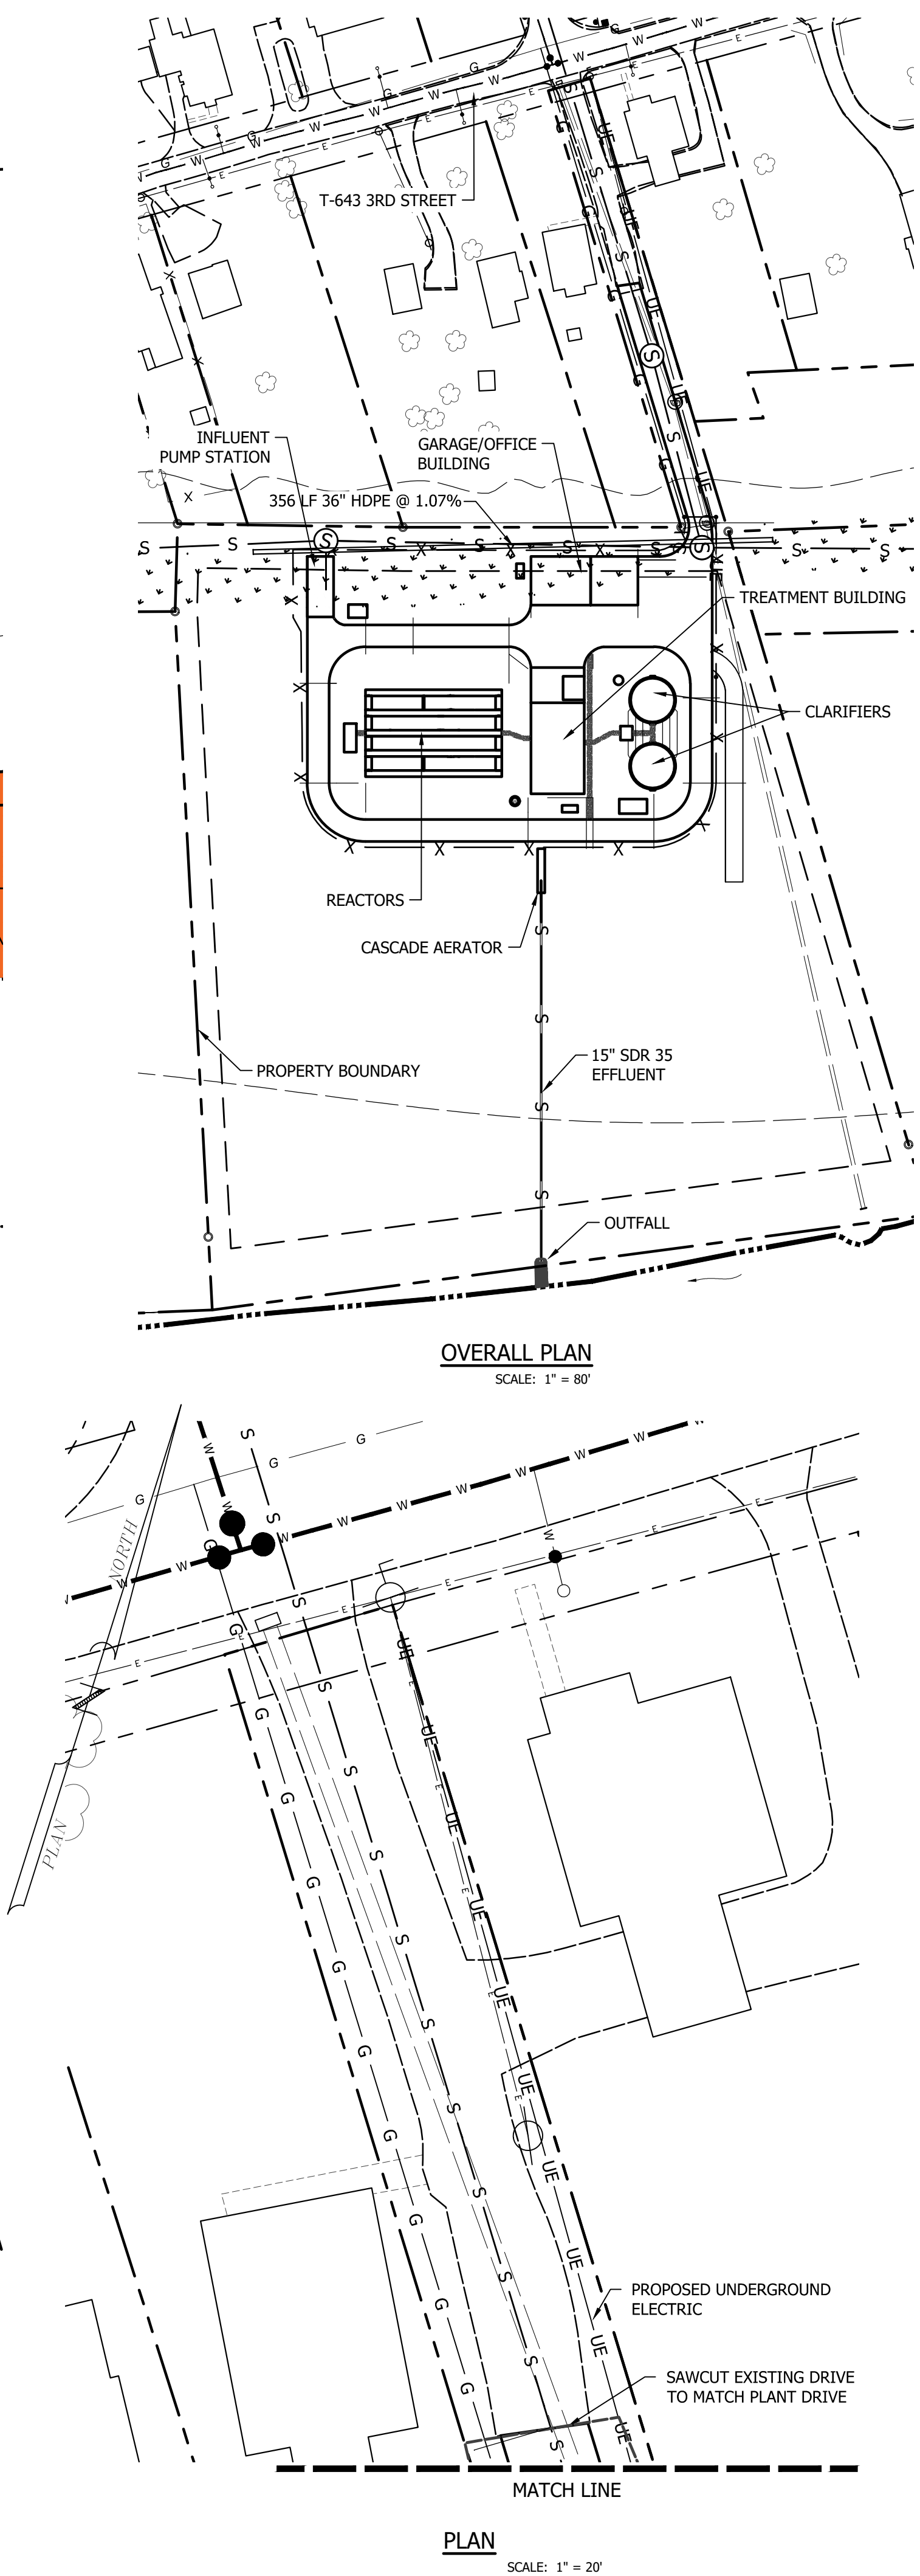 T-643 3RD STREET
INFLUENT
PUMP STATION
GARAGE/OFFICE
BUILDING
356 LF 36" HDPE @ 1.07%
TREATMENT BUILDING
CLARIFIERS
REACTORS
CASCADE AERATOR
15" SDR 35
EFFLUENT
PROPERTY BOUNDARY
OUTFALL
OVERALL PLAN
SCALE: 1" = 80'
NORTH
PLAN
PROPOSED UNDERGROUND
ELECTRIC
SAWCUT EXISTING DRIVE
TO MATCH PLANT DRIVE
MATCH LINE
PLAN
SCALE: 1" = 20'